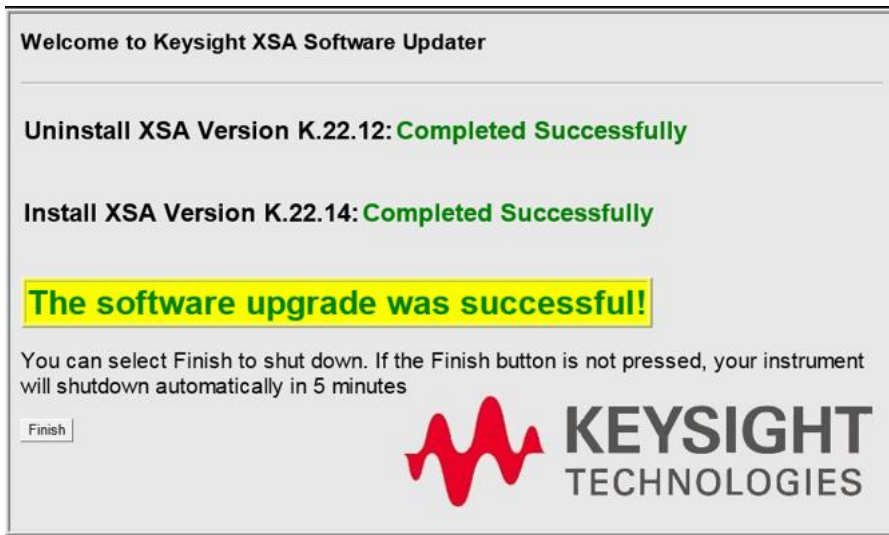 Welcome to Keysight XSA Software Updater
Uninstall XSA Version K.22.12: Completed Successfully
Install XSA Version K.22.14: Completed Successfully
The software upgrade was successful!
You can select Finish to shut down. If the Finish button is not pressed, your instrument
will shutdown automatically in 5 minutes
Finish
KEYSIGHT
TECHNOLOGIES